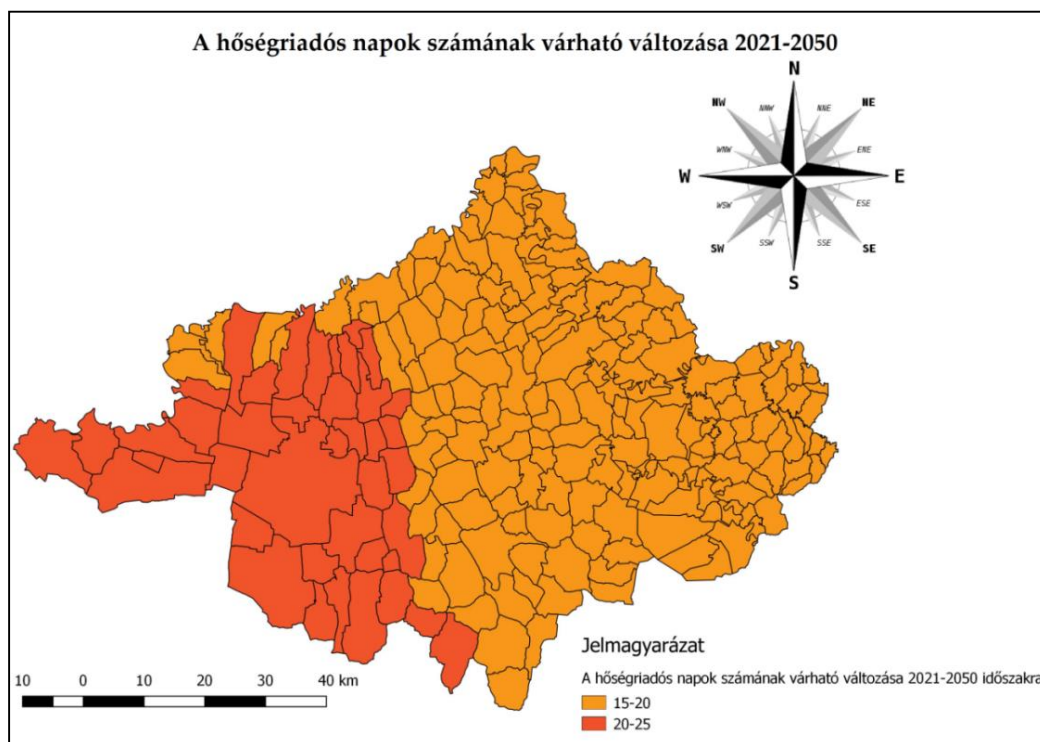 A hőségriadós napok számának várható változása 2021-2050
N
NNW NNE
NW NE
WNW ENE
W E
WSW ESE
SW SE
SSW SSE
S
Jelmagyarázat
A hőségriadós napok számának várható változása 2021-2050 időszakra
15-20
20-25
10 0 10 20 30 40 km